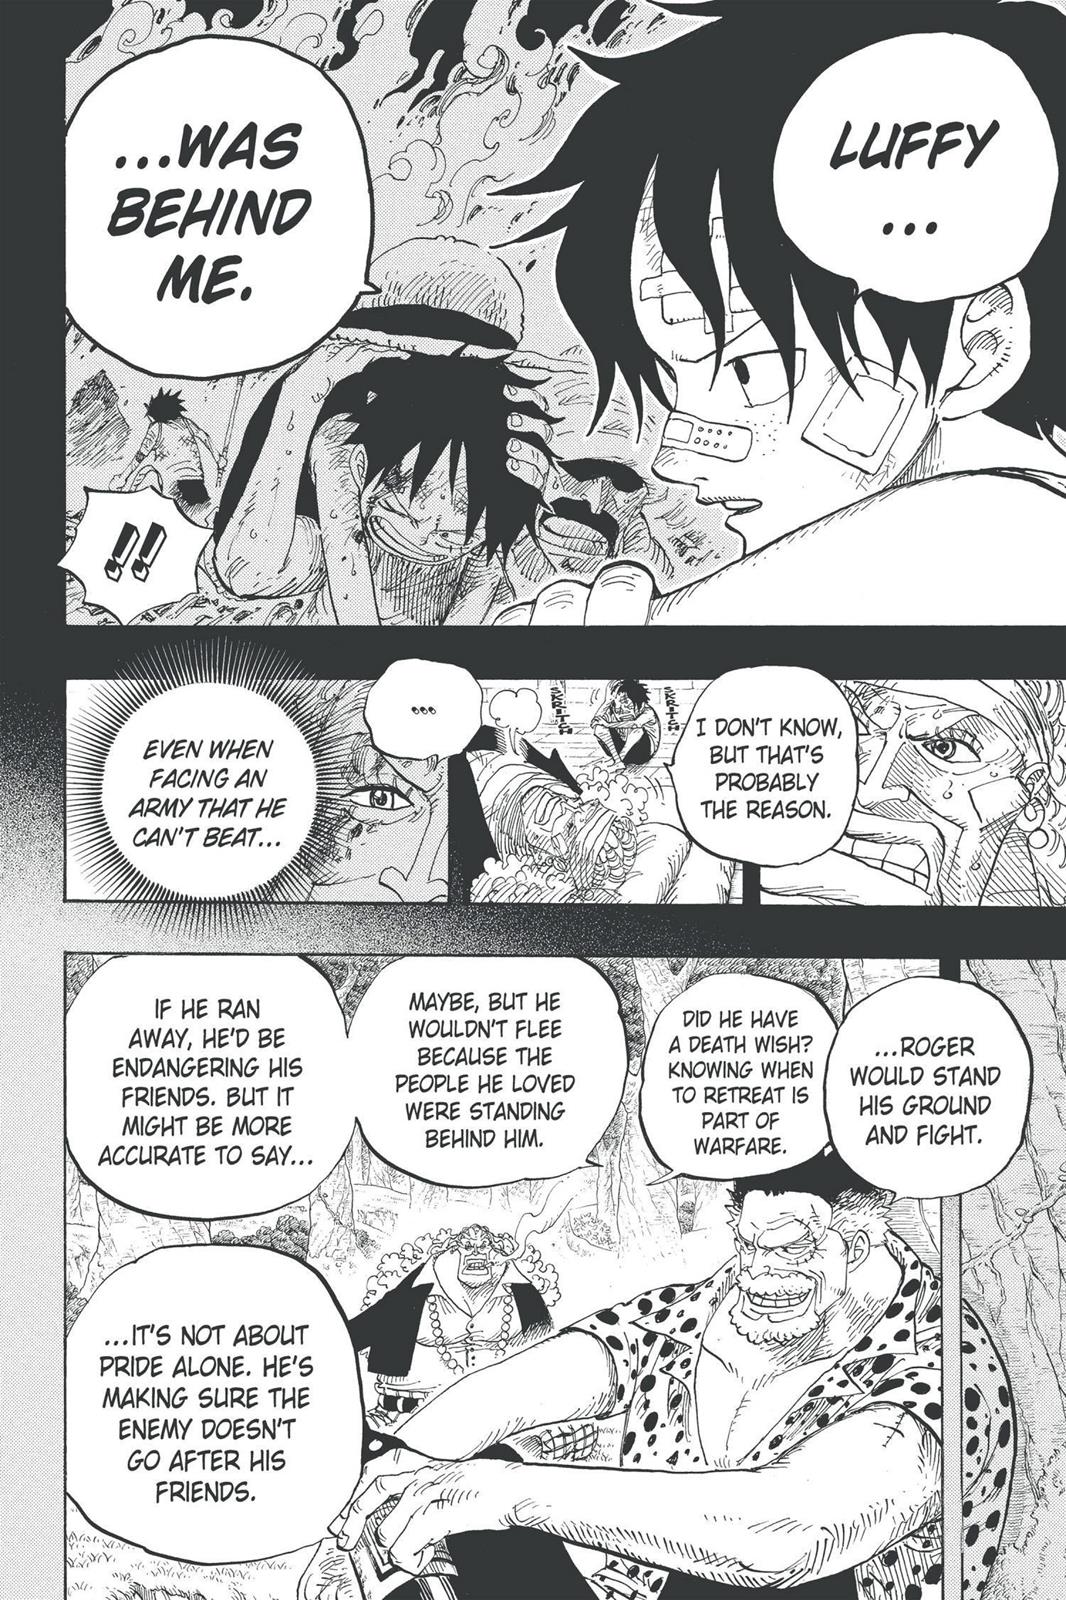 LUFFY
...
...WAS
BEHIND
ME.
!!
I DON'T KNOW,
BUT THAT'S
PROBABLY
THE REASON.
SKRITCH
SKRITCH
...
EVEN WHEN
FACING AN
ARMY THAT HE
CAN'T BEAT...
...ROGER
WOULD STAND
HIS GROUND
AND FIGHT.
DID HE HAVE
A DEATH WISH?
KNOWING WHEN
TO RETREAT IS
PART OF
WARFARE.
MAYBE, BUT HE
WOULDN'T FLEE
BECAUSE THE
PEOPLE HE LOVED
WERE STANDING
BEHIND HIM.
IF HE RAN
AWAY, HE'D BE
ENDANGERING HIS
FRIENDS. BUT IT
MIGHT BE MORE
ACCURATE TO SAY...
...IT'S NOT ABOUT
PRIDE ALONE. HE'S
MAKING SURE THE
ENEMY DOESN'T
GO AFTER HIS
FRIENDS.